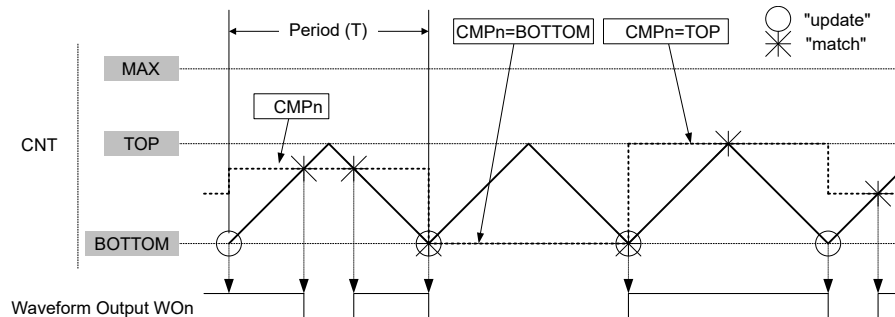 Period (T)
CMPn=BOTTOM
CMPn=TOP
"update"
"match"
MAX
CMPn
CNT
TOP
BOTTOM
Waveform Output WOn